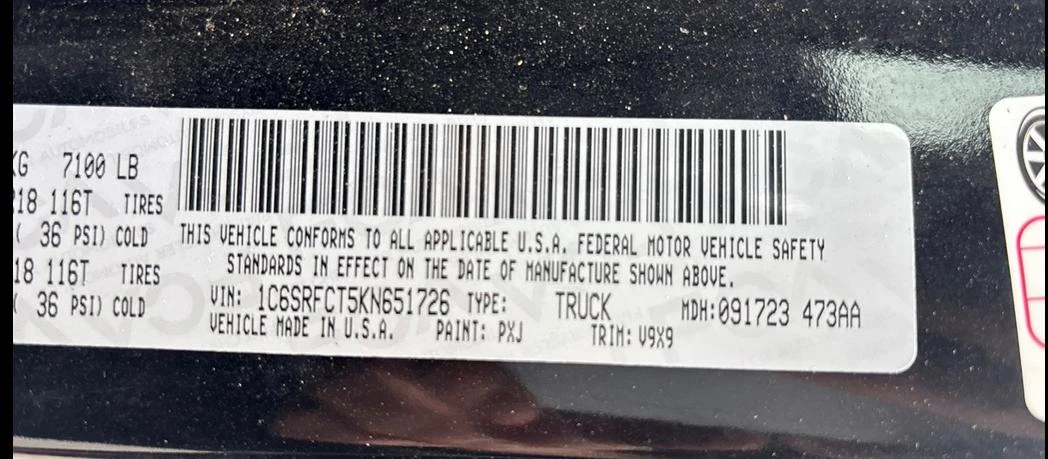 KG 7100 LB
18 116T TIRES
( 36 PSI) COLD
18 116T TIRES
( 36 PSI) COLD
THIS VEHICLE CONFORMS TO ALL APPLICABLE U.S.A. FEDERAL MOTOR VEHICLE SAFETY
STANDARDS IN EFFECT ON THE DATE OF MANUFACTURE SHOWN ABOVE.
VIN: 1C6SRFCT5KN651726 TYPE: TRUCK MDH:091723 473AA
VEHICLE MADE IN U.S.A. PAINT: PXJ TRIM: V9X9